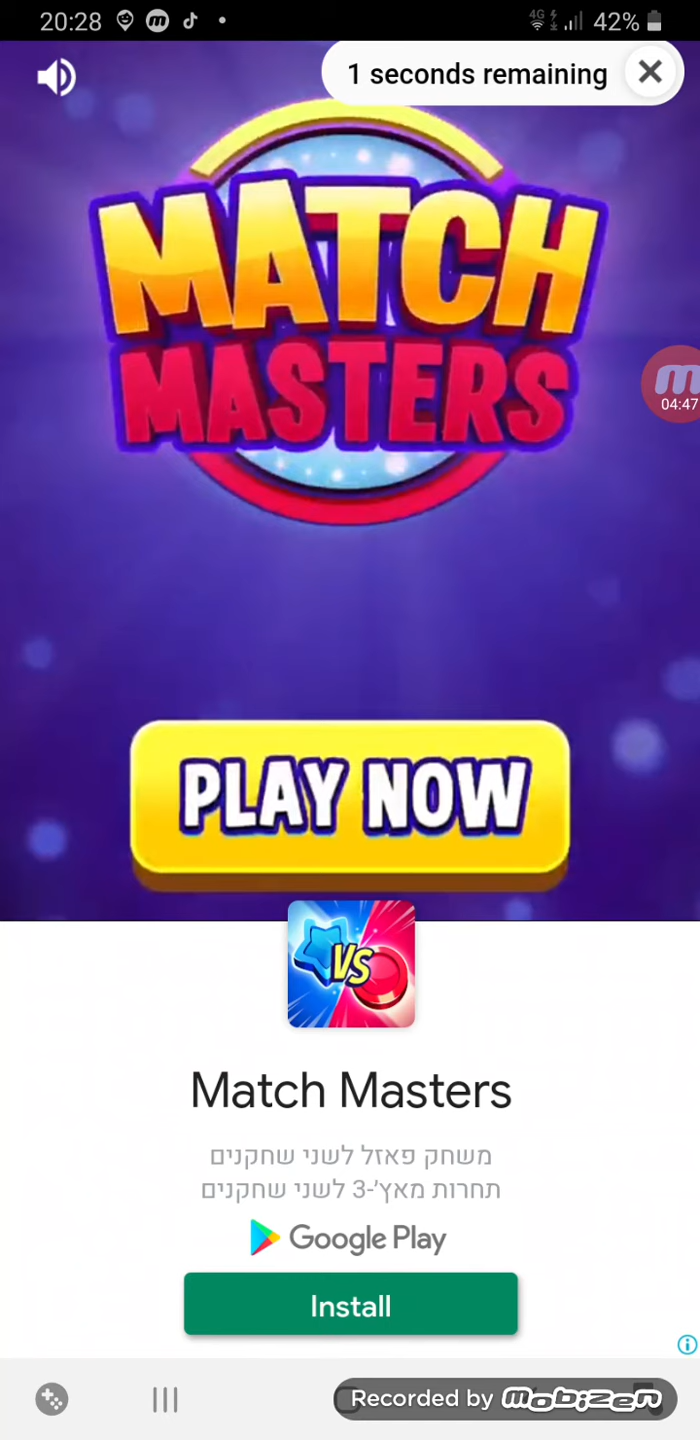 20:28
4G 42%
1 seconds remaining
MATCH
MASTERS
04:47
PLAY NOW
VS
Match Masters
משחק פאזל לשני שחקנים
תחרות מאץ'-3 לשני שחקנים
Google Play
Install
Recorded by mobizen